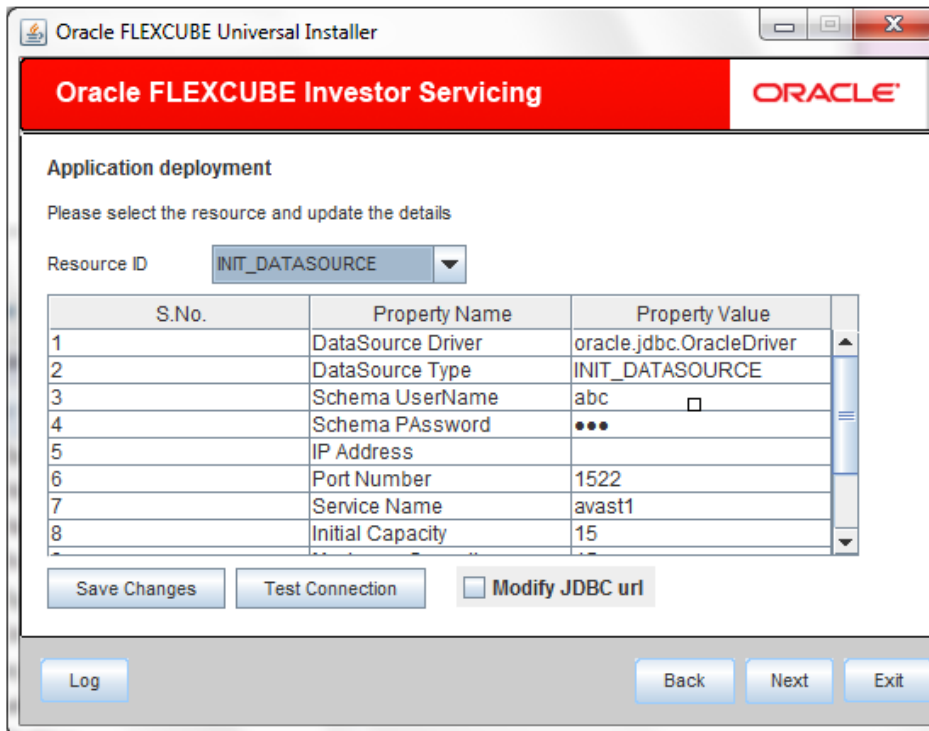 Oracle FLEXCUBE Universal Installer
Oracle FLEXCUBE Investor Servicing
ORACLE
Application deployment
Please select the resource and update the details
Resource ID INIT_DATASOURCE
S.No. Property Name Property Value
1 DataSource Driver oracle.jdbc.OracleDriver
2 DataSource Type INIT_DATASOURCE
3 Schema UserName abc
4 Schema PAssword ●●●
5 IP Address
6 Port Number 1522
7 Service Name avast1
8 Initial Capacity 15
Save Changes Test Connection Modify JDBC url
Log Back Next Exit